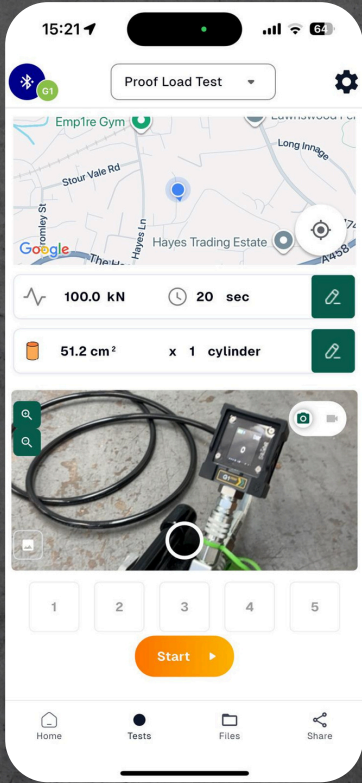 15:21
64
G1
Proof Load Test
Emp1re Gym
Long Innage
Stour Vale Rd
Hayes Ln
Hayes Trading Estate
Google
A458
100.0 kN
20 sec
51.2 cm²
x 1 cylinder
0
G1
1 2 3 4 5
Start
Home
Tests
Files
Share